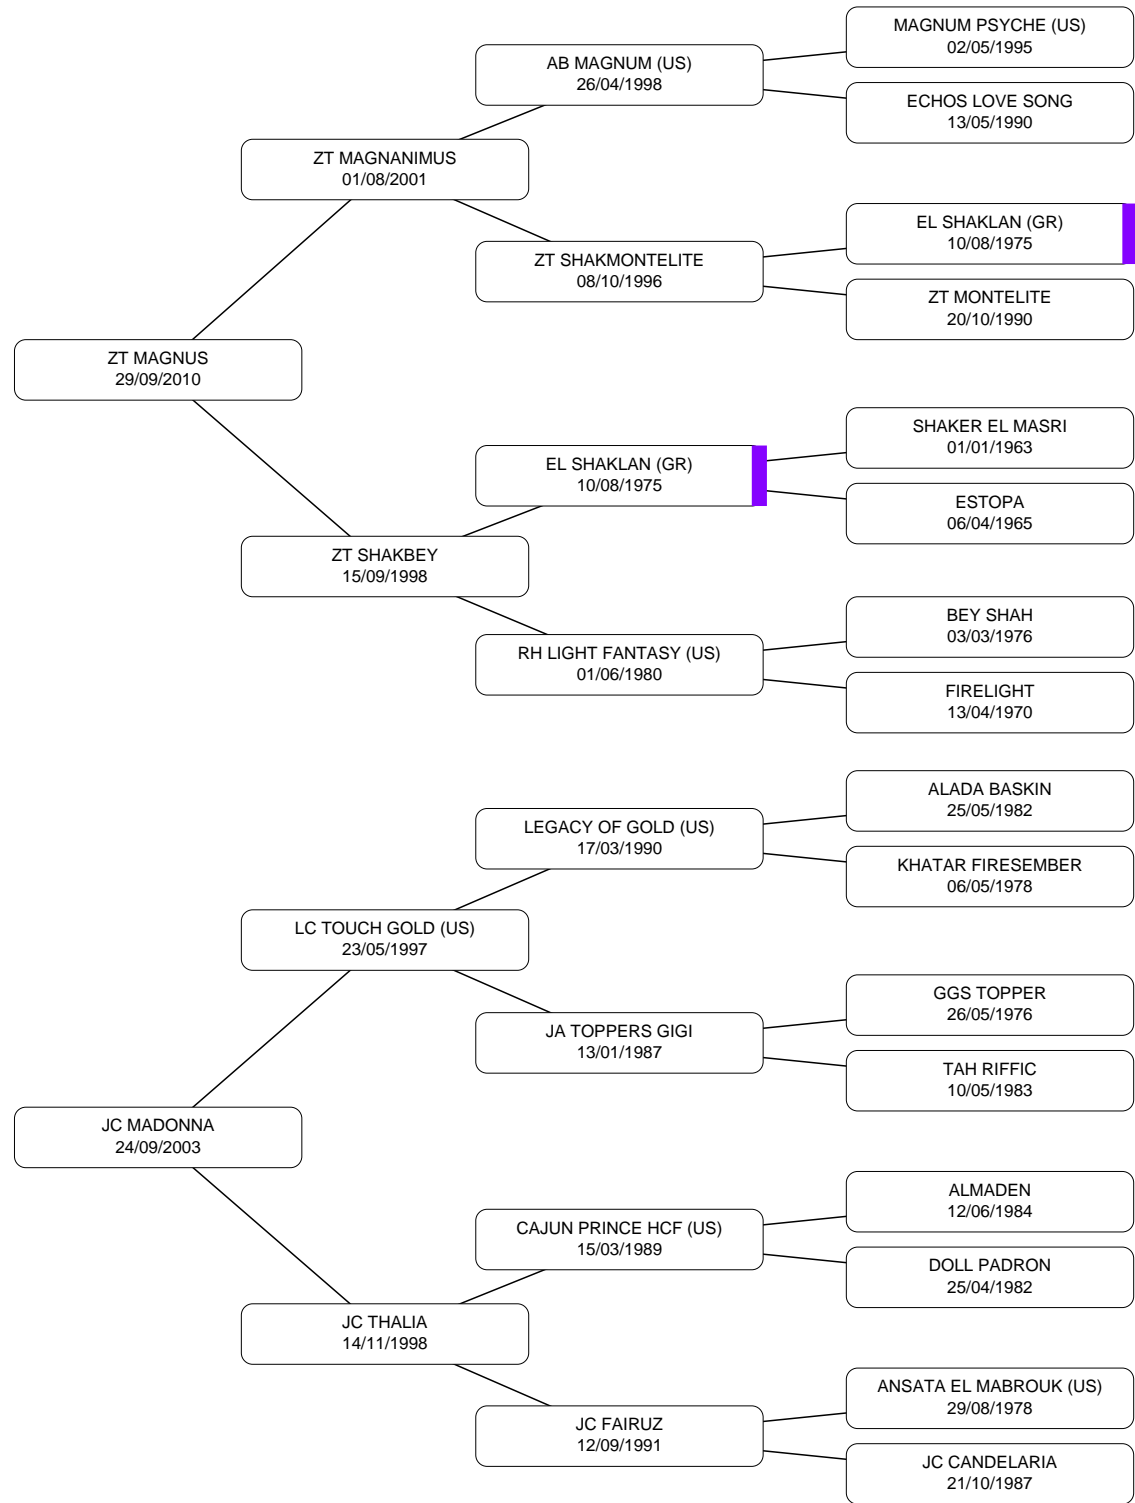 MAGNUM PSYCHE (US)
02/05/1995
AB MAGNUM (US)
26/04/1998
ECHOS LOVE SONG
13/05/1990
ZT MAGNANIMUS
01/08/2001
EL SHAKLAN (GR)
10/08/1975
ZT SHAKMONTELITE
08/10/1996
ZT MONTELITE
20/10/1990
ZT MAGNUS
29/09/2010
SHAKER EL MASRI
01/01/1963
EL SHAKLAN (GR)
10/08/1975
ESTOPA
06/04/1965
ZT SHAKBEY
15/09/1998
BEY SHAH
03/03/1976
RH LIGHT FANTASY (US)
01/06/1980
FIRELIGHT
13/04/1970
ALADA BASKIN
25/05/1982
LEGACY OF GOLD (US)
17/03/1990
KHATAR FIRESEMBER
06/05/1978
LC TOUCH GOLD (US)
23/05/1997
GGS TOPPER
26/05/1976
JA TOPPERS GIGI
13/01/1987
TAH RIFFIC
10/05/1983
JC MADONNA
24/09/2003
ALMADEN
12/06/1984
CAJUN PRINCE HCF (US)
15/03/1989
DOLL PADRON
25/04/1982
JC THALIA
14/11/1998
ANSATA EL MABROUK (US)
29/08/1978
JC FAIRUZ
12/09/1991
JC CANDELARIA
21/10/1987